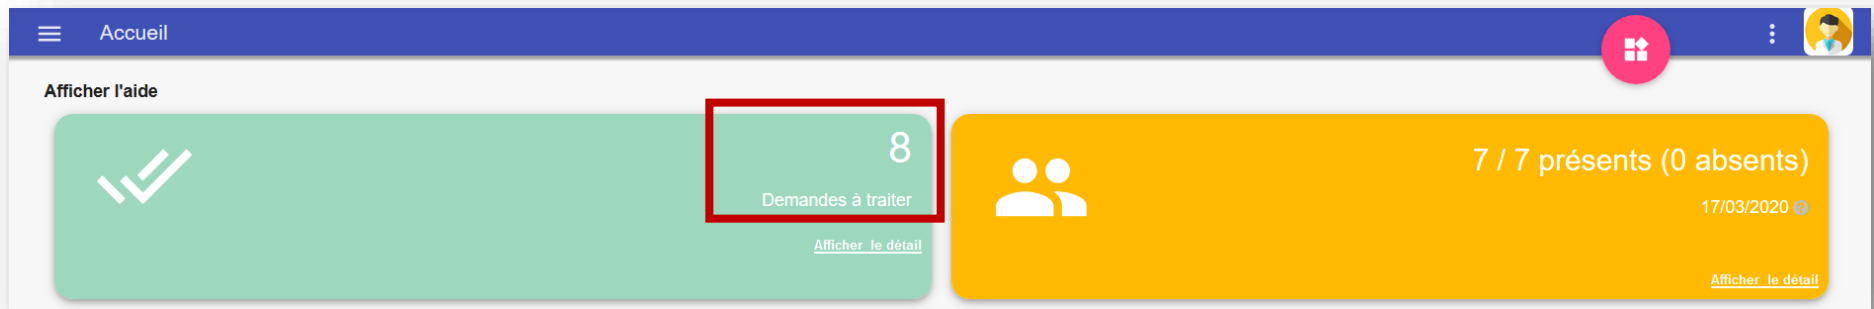 Accueil
Afficher l'aide
8
Demandes à traiter
Afficher le détail
7 / 7 présents (0 absents)
17/03/2020
Afficher le détail